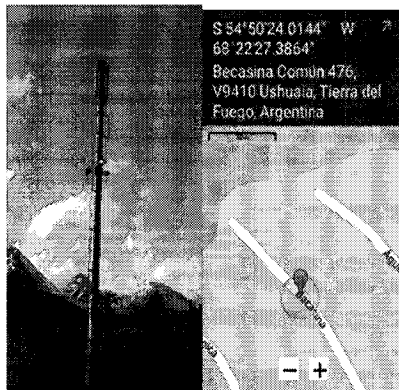 S 54°50'24.0144" W
68°22'27.3864"
Becasina Común 476,
V9410 Ushuaia, Tierra del
Fuego, Argentina
− +